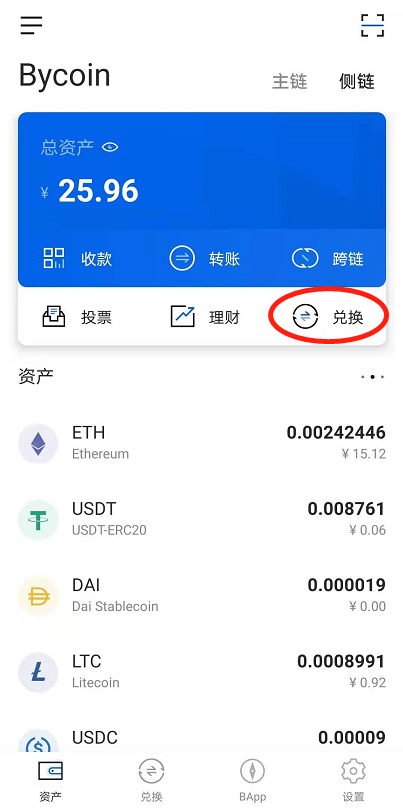 Bycoin
主链 侧链
总资产
¥ 25.96
收款 转账 跨链
投票 理财 兑换
资产
ETH 0.00242446
Ethereum ¥ 15.12
USDT 0.008761
USDT-ERC20 ¥ 0.06
DAI 0.000019
Dai Stablecoin ¥ 0.00
LTC 0.0008991
Litecoin ¥ 0.92
USDC 0.00009
资产 兑换 BApp 设置